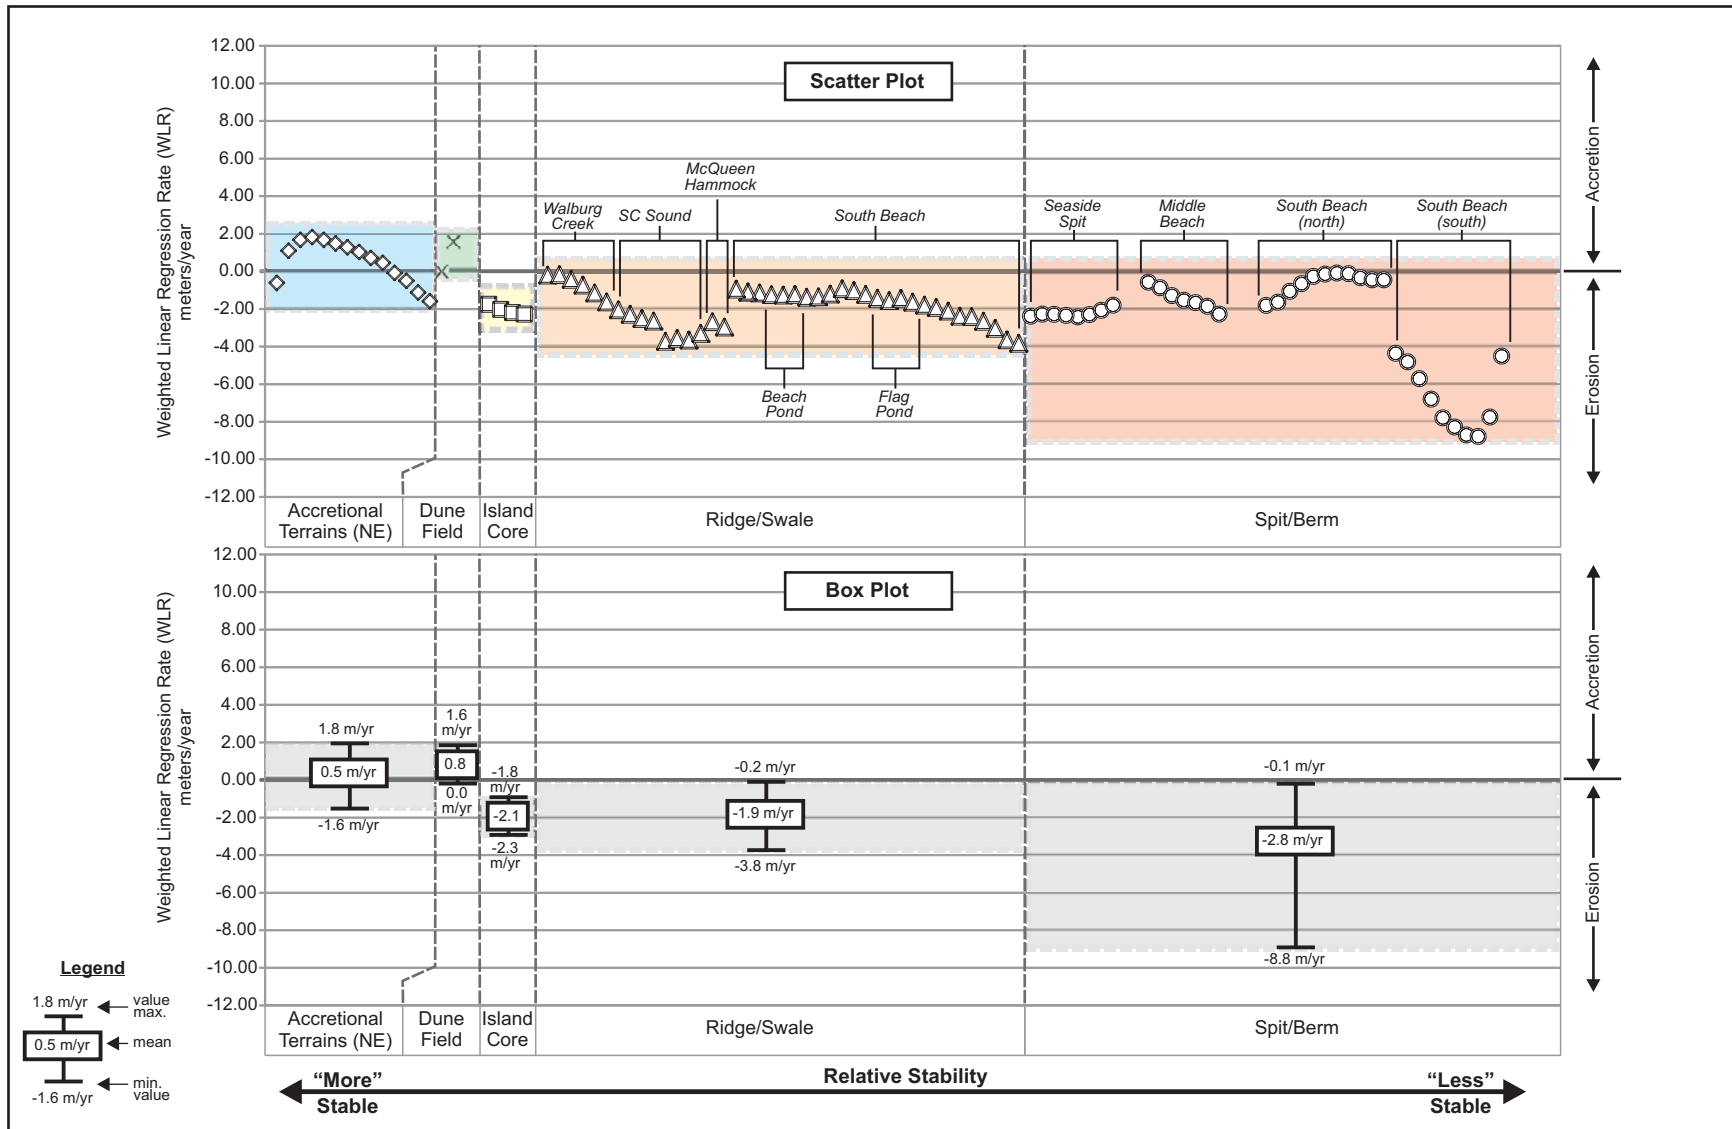 Scatter Plot
Weighted Linear Regression Rate (WLR)
meters/year
12.00
10.00
8.00
6.00
4.00
2.00
0.00
-2.00
-4.00
-6.00
-8.00
-10.00
-12.00
McQueen
Hammock
Walburg
Creek
SC Sound
South Beach
Seaside
Spit
Middle
Beach
South Beach
(north)
South Beach
(south)
Beach
Pond
Flag
Pond
Accretion
Erosion
Accretional
Terrains (NE)
Dune
Field
Island
Core
Ridge/Swale
Spit/Berm
Box Plot
Weighted Linear Regression Rate (WLR)
meters/year
12.00
10.00
8.00
6.00
4.00
2.00
0.00
-2.00
-4.00
-6.00
-8.00
-10.00
-12.00
1.8 m/yr
0.5 m/yr
-1.6 m/yr
1.6
m/yr
0.8
0.0
m/yr
-1.8
m/yr
-2.1
-2.3
m/yr
-0.2 m/yr
-1.9 m/yr
-3.8 m/yr
-0.1 m/yr
-2.8 m/yr
-8.8 m/yr
Accretion
Erosion
Accretional
Terrains (NE)
Dune
Field
Island
Core
Ridge/Swale
Spit/Berm
Legend
1.8 m/yr
value
max.
0.5 m/yr
mean
min.
value
-1.6 m/yr
“More”
Stable
Relative Stability
“Less”
Stable